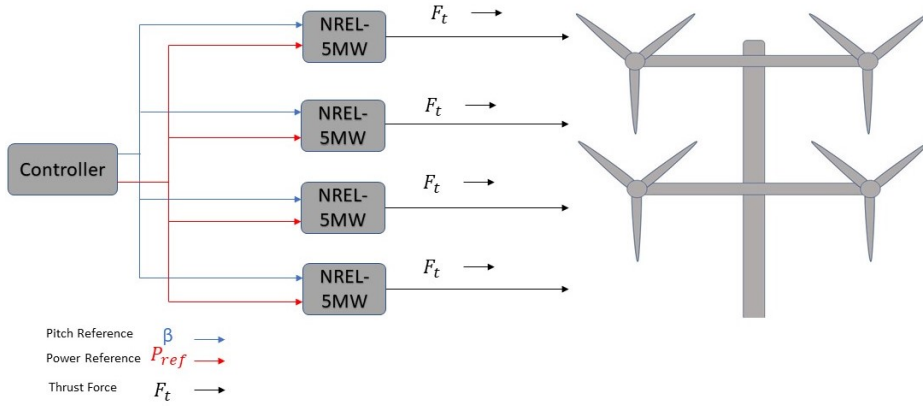 NREL-
5MW
F_t
NREL-
5MW
F_t
Controller
NREL-
5MW
F_t
NREL-
5MW
F_t
Pitch Reference β
Power Reference P_ref
Thrust Force F_t